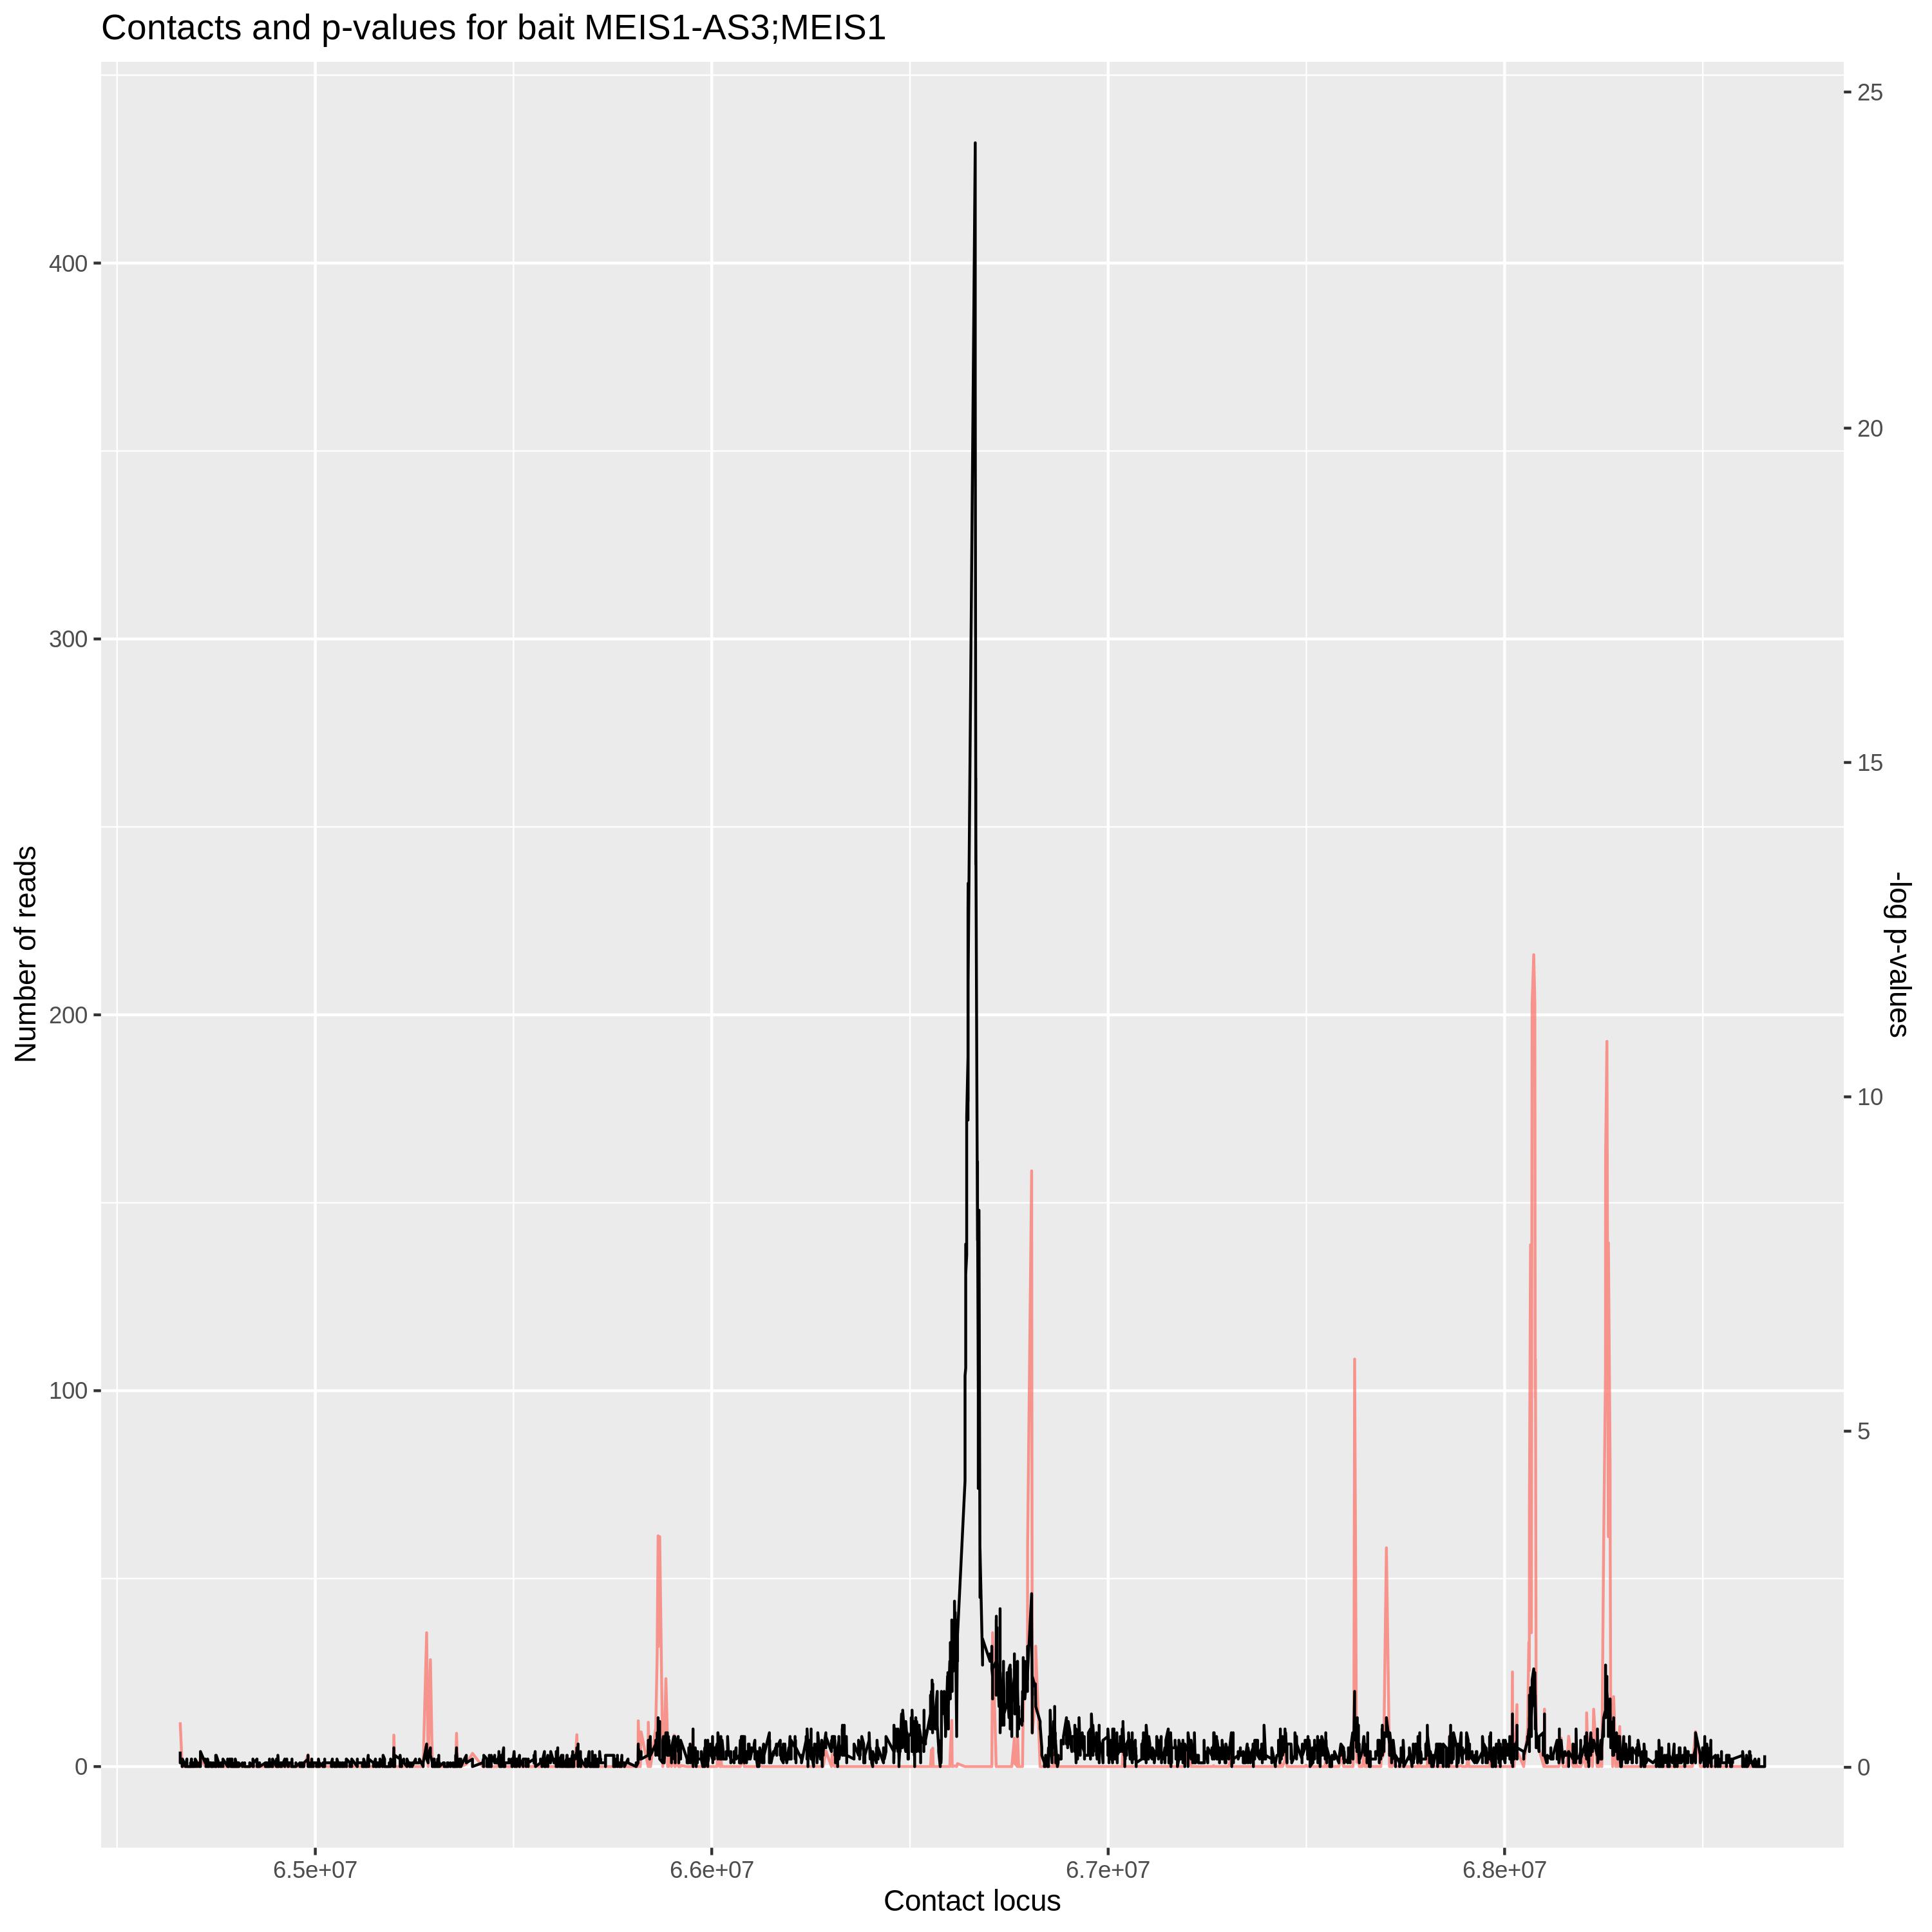 Contacts and p-values for bait MEIS1-AS3;MEIS1
Number of reads
400
300
200
100
0
25
20
15
10
5
0
-log p-values
6.5e+07
6.6e+07
6.7e+07
6.8e+07
Contact locus